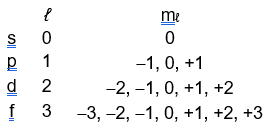 ℓ mℓ
s 0 0
p 1 –1, 0, +1
d 2 –2, –1, 0, +1, +2
f 3 –3, –2, –1, 0, +1, +2, +3